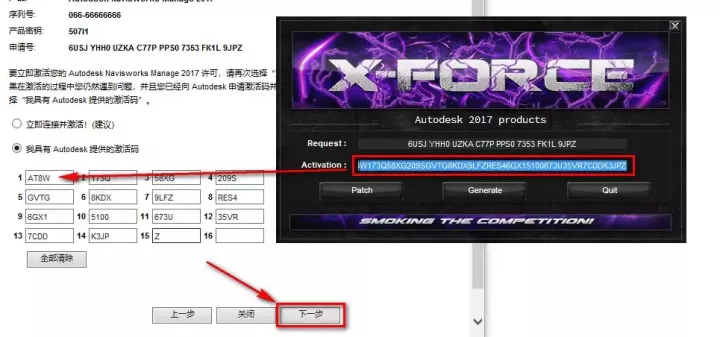 序列号: 066-66666666
产品密钥: 507I1
申请号: 6USJ YHH0 UZKA C77P PPS0 7353 FK1L 9JPZ
要立即激活您的 Autodesk Navisworks Manage 2017 许可，请再次选择“
果在激活的过程中您仍然遇到问题，并且您已经向 Autodesk 申请激活码并
择“我具有 Autodesk 提供的激活码”。
立即连接并激活！(建议)
我具有 Autodesk 提供的激活码
1 AT8W 2 173Q 3 58XG 4 209S
5 GVTG 6 8KDX 7 9LFZ 8 RES4
9 6GX1 10 5100 11 673U 12 35VR
13 7CDD 14 K3JP 15 Z 16
全部清除
上一步 关闭 下一步
X-FORCE
Autodesk 2017 products
Request : 6USJ YHH0 UZKA C77P PPS0 7353 FK1L 9JPZ
Activation : W173Q58XG209SGVTG8KDX9LFZRES46GX15100673U35VR7CDDK3JPZ
Patch Generate Quit
SMOKING THE COMPETITION!